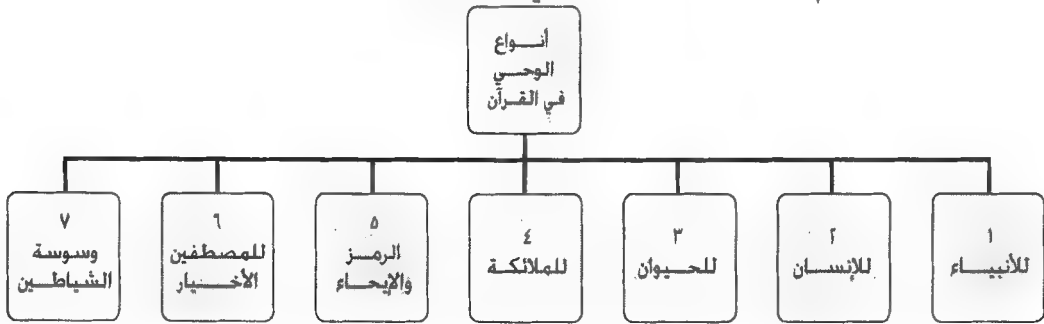 أنواع
الوحي
في القرآن
١
للأنبياء
٢
للإنسان
٣
للحيوان
٤
للملائكة
٥
الرمز
والإيحاء
٦
للمصطفين
الأخيار
٧
وسوسة
الشياطين